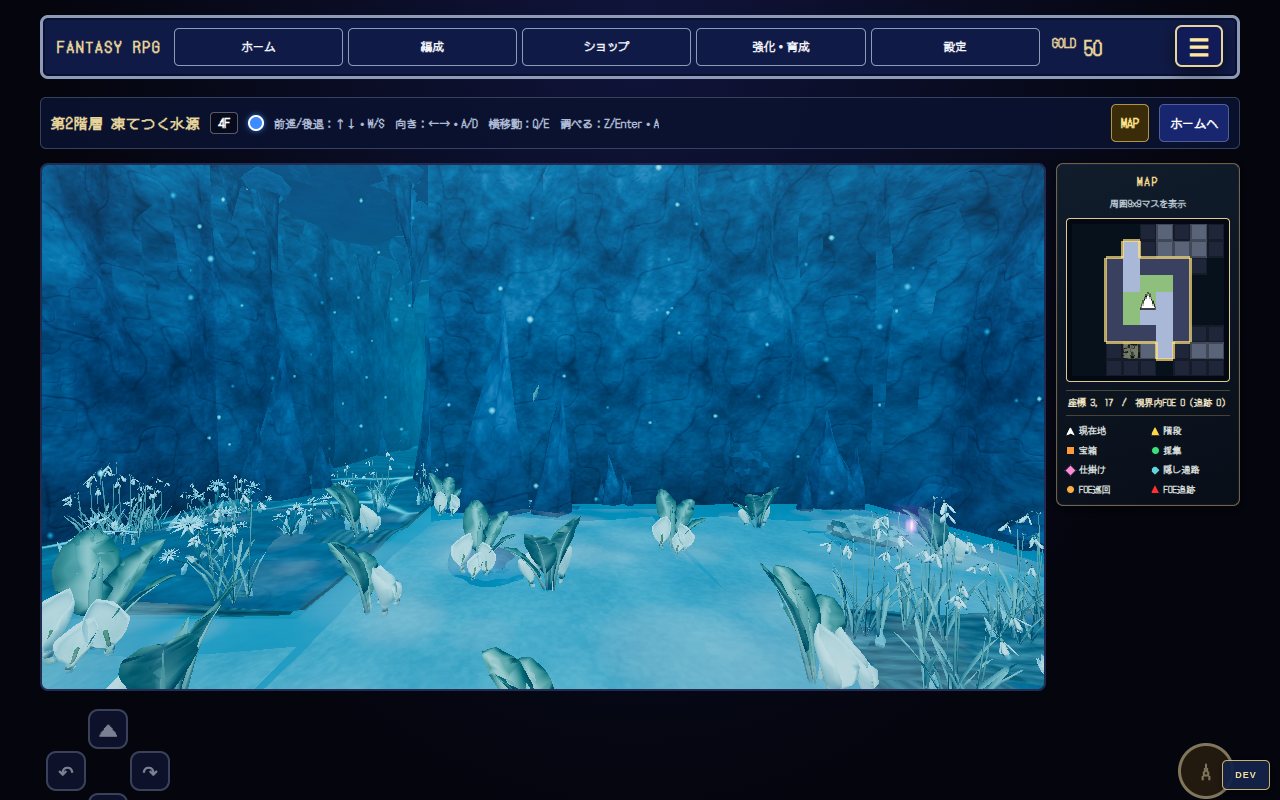 FANTASY RPG
ホーム
編成
ショップ
強化・育成
設定
GOLD 50
第2階層 凍てつく水源
4F
前進/後退：↑↓・W/S 向き：←→・A/D 横移動：Q/E 調べる：Z/Enter・A
MAP
ホームへ
MAP
周囲9x9マスを表示
座標 3, 17 / 視界内FOE 0 (追跡 0)
現在地
階段
宝箱
採集
仕掛け
隠し通路
FOE巡回
FOE追跡
A
DEV